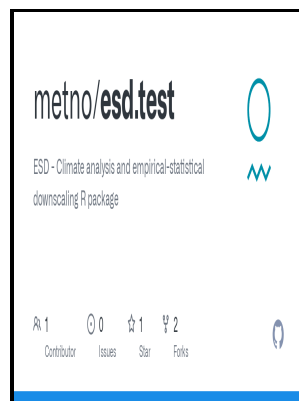 metno/esd.test
ESD - Climate analysis and empirical-statistical
downscaling R package
1
Contributor
0
Issues
1
Star
2
Forks